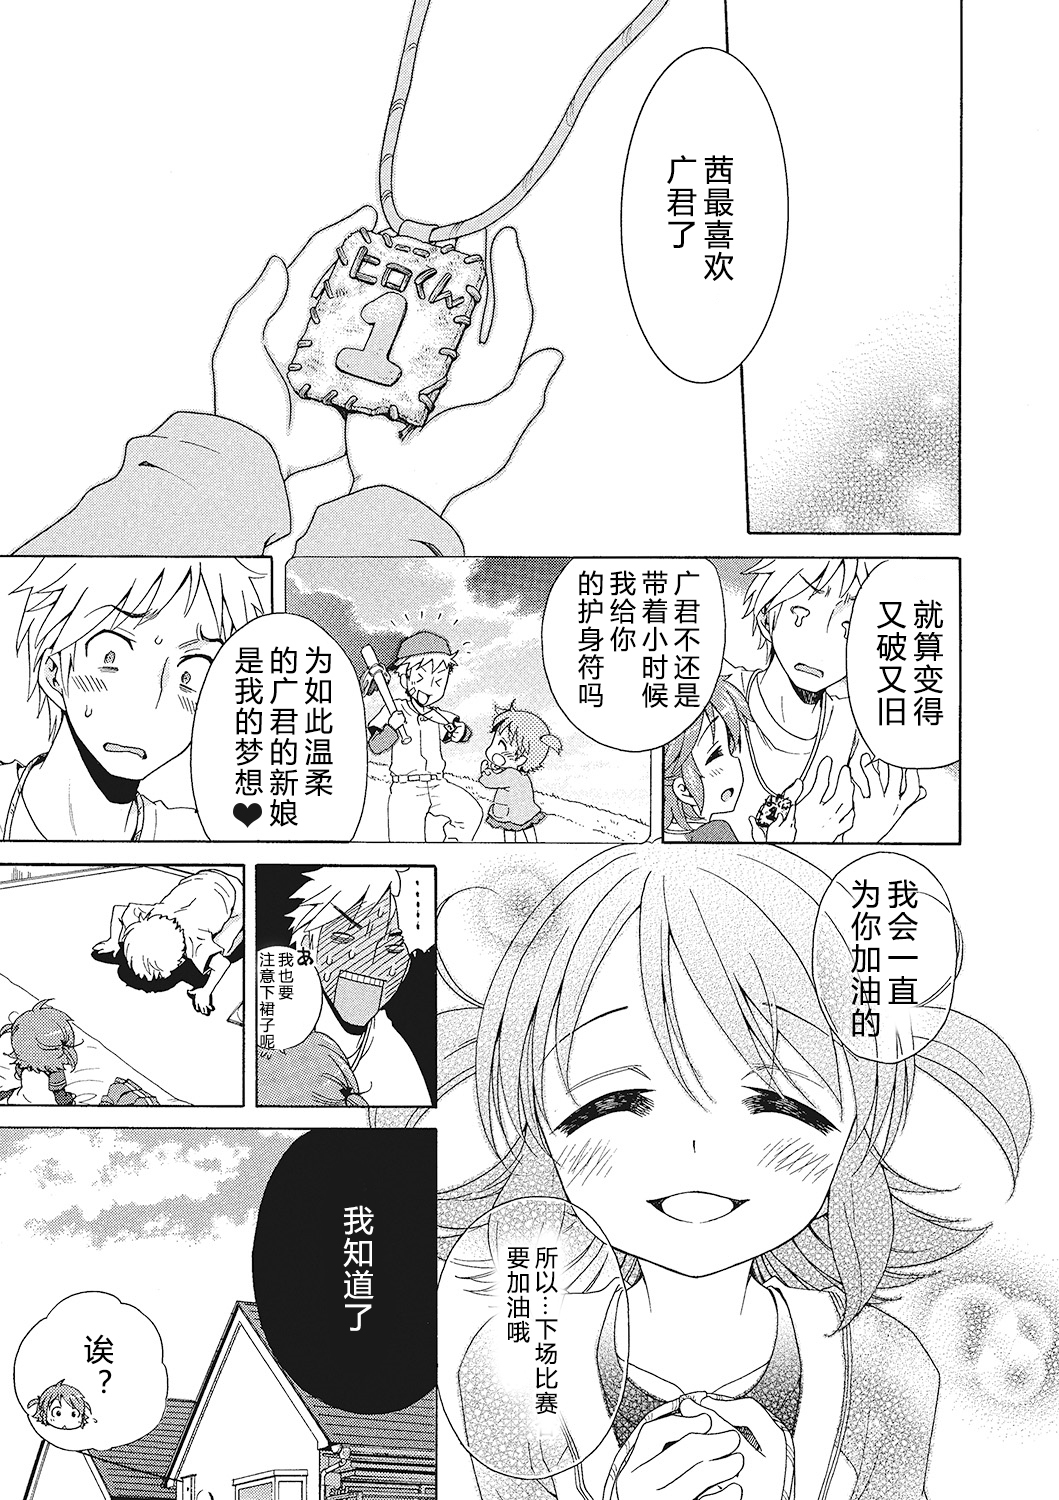 茜最喜欢
广君了
ヒロくん
1
就算变得
又破又旧
广君不还是
带着小时候
我给你
的护身符吗
为如此温柔
的广君的新娘
是我的梦想❤
我会一直
为你加油的
所以…下场比赛
要加油哦
あ
我也要
注意下裙子呢
我知道了
诶？